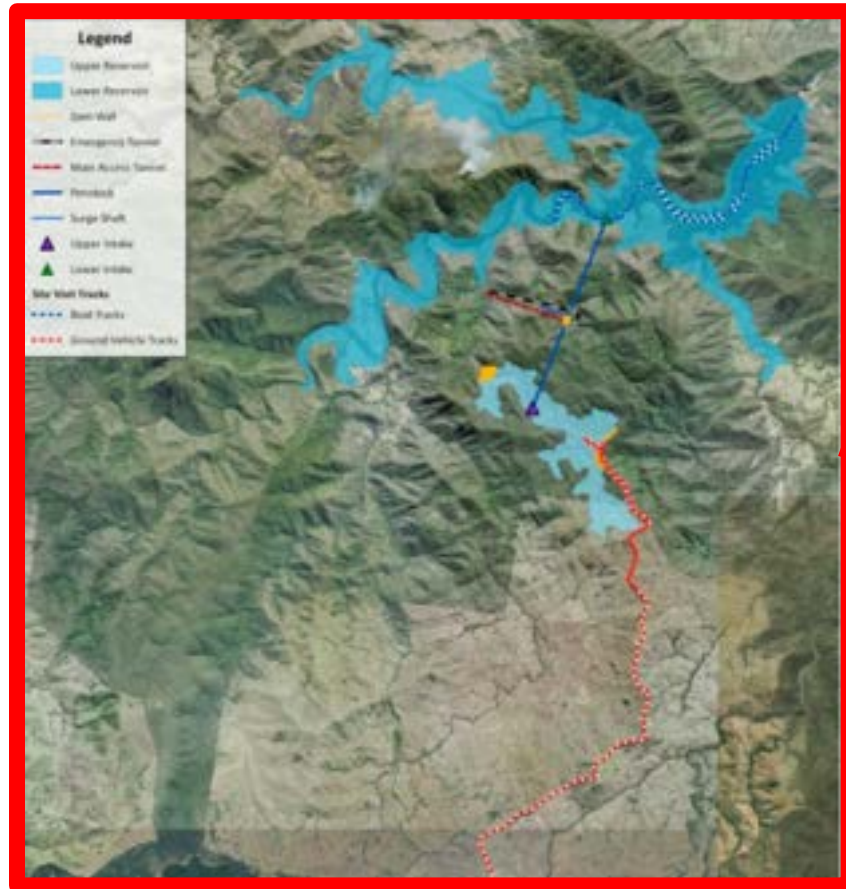 Legend
Upper Reservoir
Lower Reservoir
Dam Wall
Emergency Tunnel
Main Access Tunnel
Penstock
Surge Shaft
Upper Intake
Lower Intake
Site Visit Tracks
Boat Tracks
Ground Vehicle Tracks